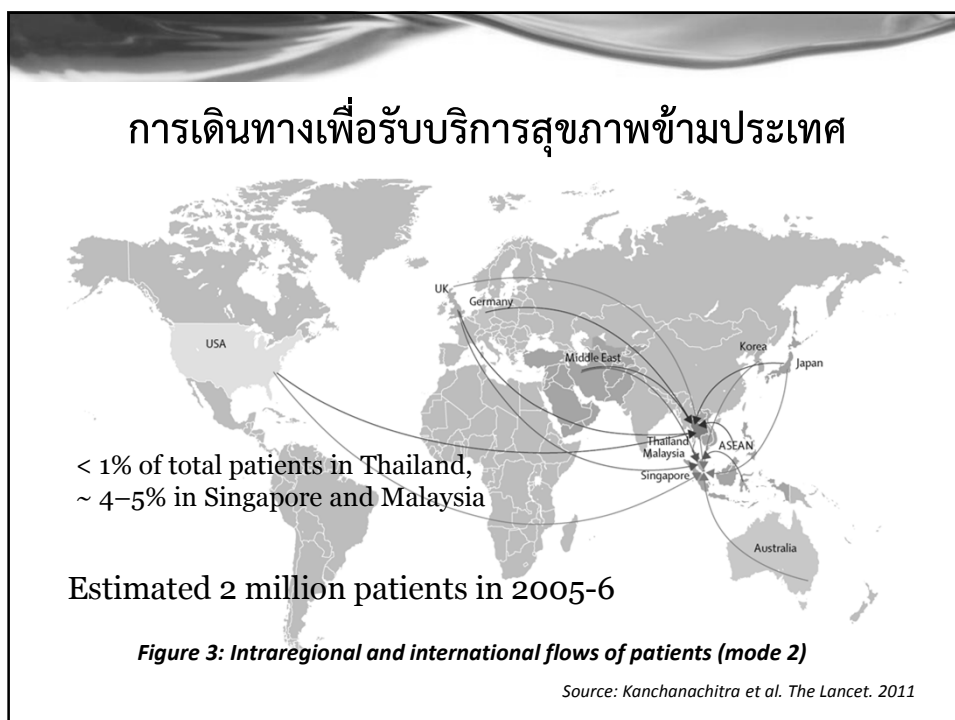 การเดินทางเพื่อรับบริการสุขภาพข้ามประเทศ
UK
Germany
USA
Middle East
Korea
Japan
Thailand
ASEAN
Malaysia
Singapore
< 1% of total patients in Thailand,
~ 4–5% in Singapore and Malaysia
Australia
Estimated 2 million patients in 2005-6
Figure 3: Intraregional and international flows of patients (mode 2)
Source: Kanchanachitra et al. The Lancet. 2011